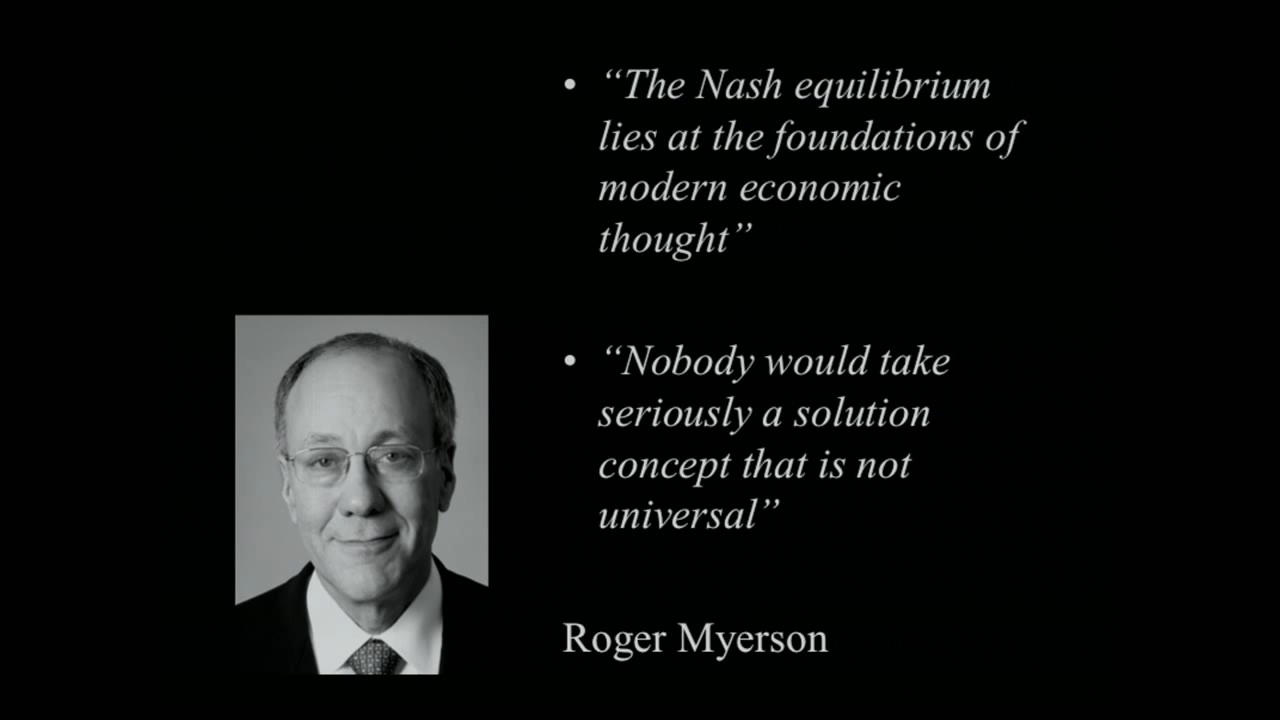 • “The Nash equilibrium
lies at the foundations of
modern economic
thought”
• “Nobody would take
seriously a solution
concept that is not
universal”
Roger Myerson